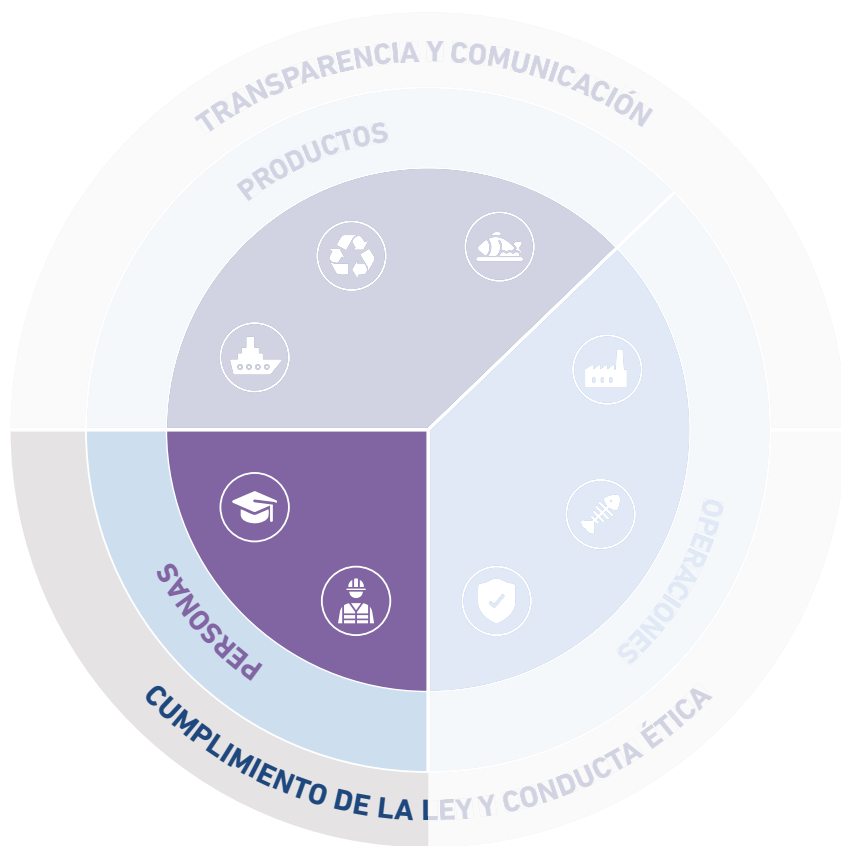 TRANSPARENCIA Y COMUNICACIÓN
PRODUCTOS
OPERACIONES
PERSONAS
CUMPLIMIENTO DE LA LEY Y CONDUCTA ÉTICA